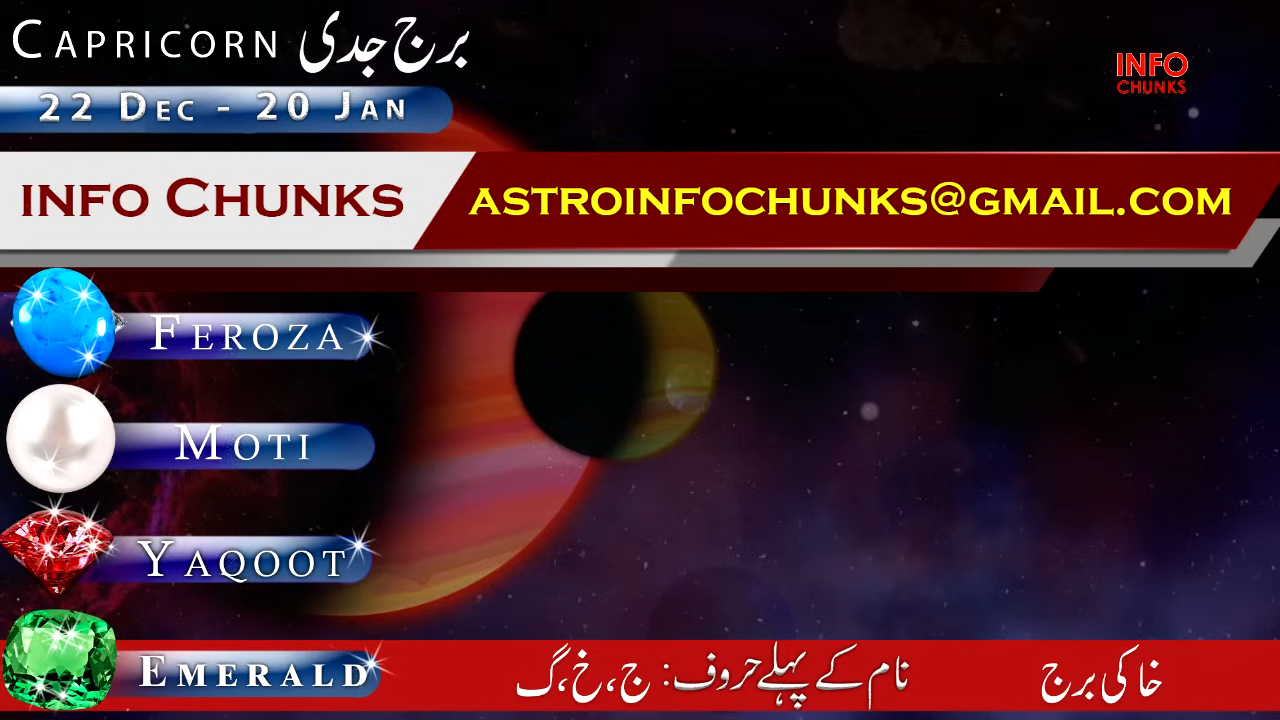 Capricorn برج جدی
22 Dec - 20 Jan
INFO
CHUNKS
INFO CHUNKS
ASTROINFOCHUNKS@GMAIL.COM
Feroza
Moti
Yaqoot
Emerald
نام کے پہلے حروف: ج، خ، گ
خاکی برج